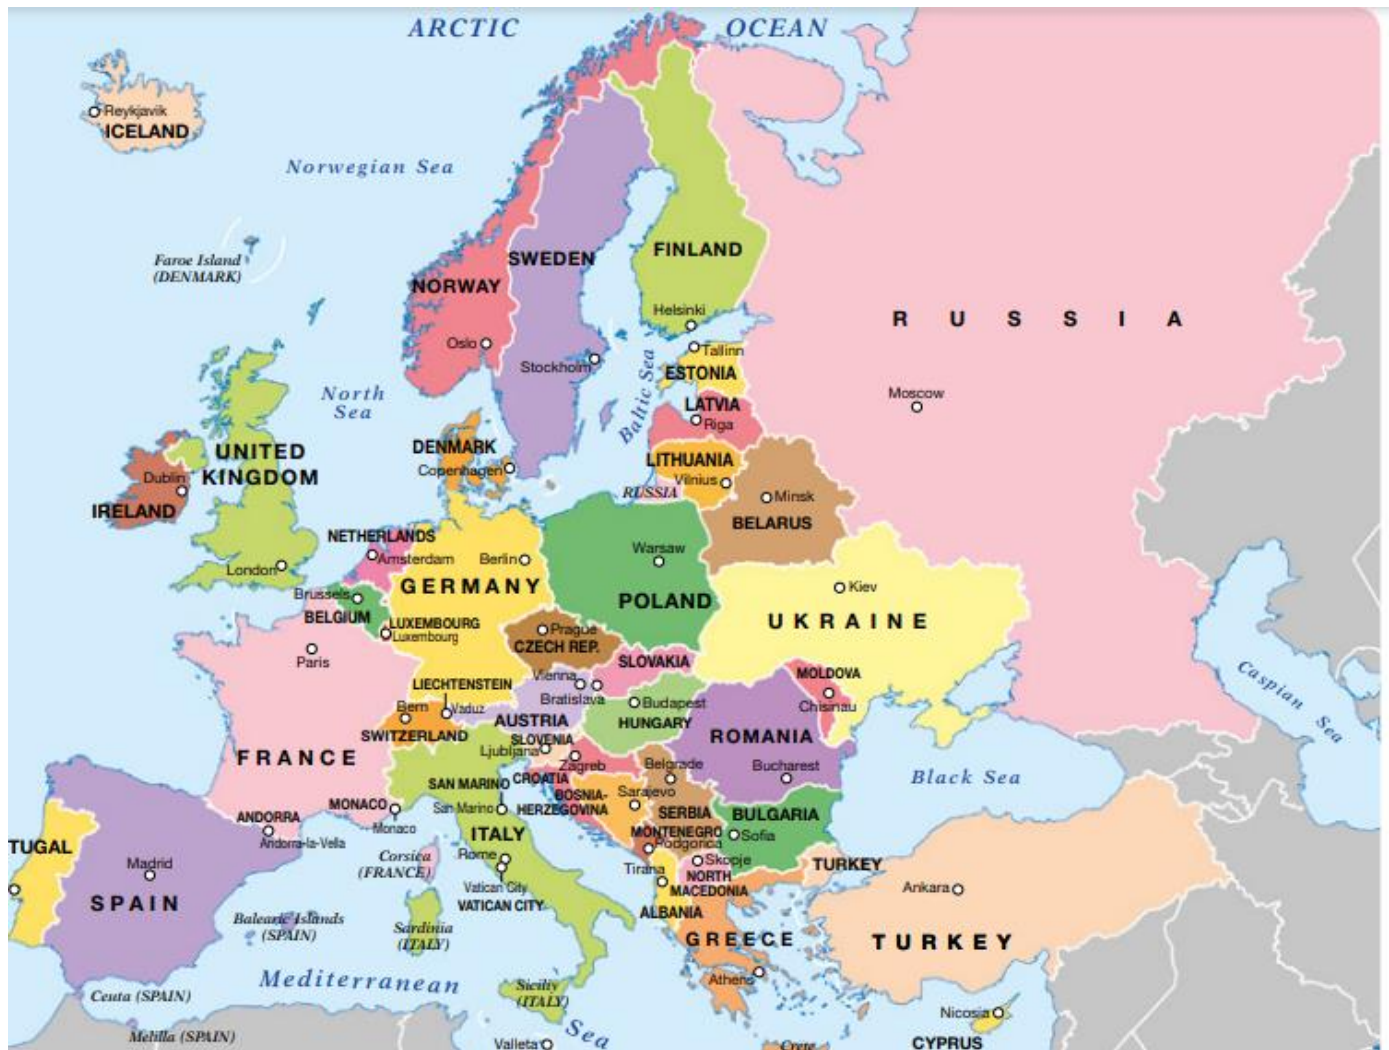 ARCTIC OCEAN
Reykjavik
ICELAND
Norwegian Sea
Faroe Island
(DENMARK)
SWEDEN
FINLAND
NORWAY
Helsinki
Oslo
Stockholm
Tallinn
ESTONIA
R U S S I A
Moscow
North
Sea
Baltic Sea
LATVIA
Riga
DENMARK
Copenhagen
LITHUANIA
Vilnius
RUSSIA
Minsk
BELARUS
UNITED
KINGDOM
Dublin
IRELAND
London
NETHERLANDS
Amsterdam
Berlin
GERMANY
Warsaw
POLAND
Kiev
UKRAINE
Brussels
BELGIUM
LUXEMBOURG
Luxembourg
Paris
Prague
CZECH REP.
SLOVAKIA
MOLDOVA
Chisinau
LIECHTENSTEIN
Vaduz
Vienna
Bratislava
Budapest
HUNGARY
Bern
SWITZERLAND
AUSTRIA
SLOVENIA
Ljubljana
Zagreb
ROMANIA
Bucharest
Caspian Sea
FRANCE
SAN MARINO
San Marino
CROATIA
BOSNIA-
HERZEGOVINA
Belgrade
Sarajevo
SERBIA
BULGARIA
Sofia
Black Sea
MONACO
Monaco
ANDORRA
Andorra-la-Vella
MONTENEGRO
Podgorica
ITALY
Rome
Corsica
(FRANCE)
Vatican City
VATICAN CITY
Tirana
Skopje
NORTH
MACEDONIA
ALBANIA
TURKEY
TUGAL
Madrid
SPAIN
Balearic Islands
(SPAIN)
Sardinia
(ITALY)
GREECE
Athens
Ankara
TURKEY
Mediterranean
Sea
Ceuta (SPAIN)
Melilla (SPAIN)
Siciliy
(ITALY)
Valleta
Crete
Nicosia
CYPRUS